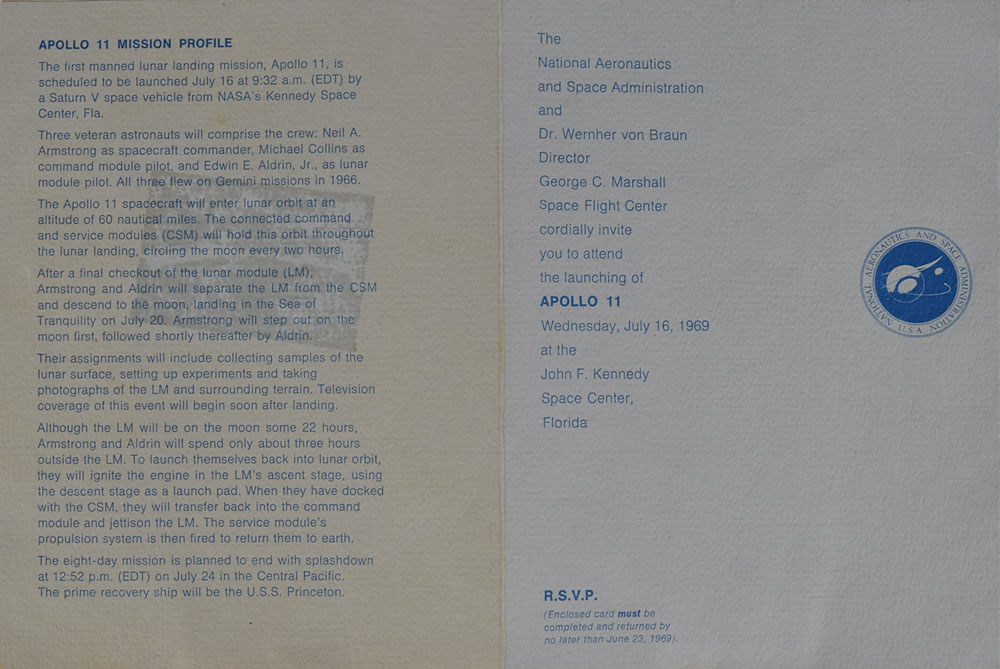 APOLLO 11 MISSION PROFILE
The first manned lunar landing mission, Apollo 11, is
scheduled to be launched July 16 at 9:32 a.m. (EDT) by
a Saturn V space vehicle from NASA's Kennedy Space
Center, Fla.
Three veteran astronauts will comprise the crew: Neil A.
Armstrong as spacecraft commander, Michael Collins as
command module pilot, and Edwin E. Aldrin, Jr., as lunar
module pilot. All three flew on Gemini missions in 1966.
The Apollo 11 spacecraft will enter lunar orbit at an
altitude of 60 nautical miles. The connected command
and service modules (CSM) will hold this orbit throughout
the lunar landing, circling the moon every two hours.
After a final checkout of the lunar module (LM),
Armstrong and Aldrin will separate the LM from the CSM
and descend to the moon, landing in the Sea of
Tranquility on July 20. Armstrong will step out on the
moon first, followed shortly thereafter by Aldrin.
Their assignments will include collecting samples of the
lunar surface, setting up experiments and taking
photographs of the LM and surrounding terrain. Television
coverage of this event will begin soon after landing.
Although the LM will be on the moon some 22 hours,
Armstrong and Aldrin will spend only about three hours
outside the LM. To launch themselves back into lunar orbit,
they will ignite the engine in the LM's ascent stage, using
the descent stage as a launch pad. When they have docked
with the CSM, they will transfer back into the command
module and jettison the LM. The service module's
propulsion system is then fired to return them to earth.
The eight-day mission is planned to end with splashdown
at 12:52 p.m. (EDT) on July 24 in the Central Pacific.
The prime recovery ship will be the U.S.S. Princeton.
The
National Aeronautics
and Space Administration
and
Dr. Wernher von Braun
Director
George C. Marshall
Space Flight Center
cordially invite
you to attend
the launching of
APOLLO 11
Wednesday, July 16, 1969
at the
John F. Kennedy
Space Center,
Florida
NATIONAL AERONAUTICS AND SPACE ADMINISTRATION
U.S.A.
R.S.V.P.
(Enclosed card must be
completed and returned by
no later than June 23, 1969).